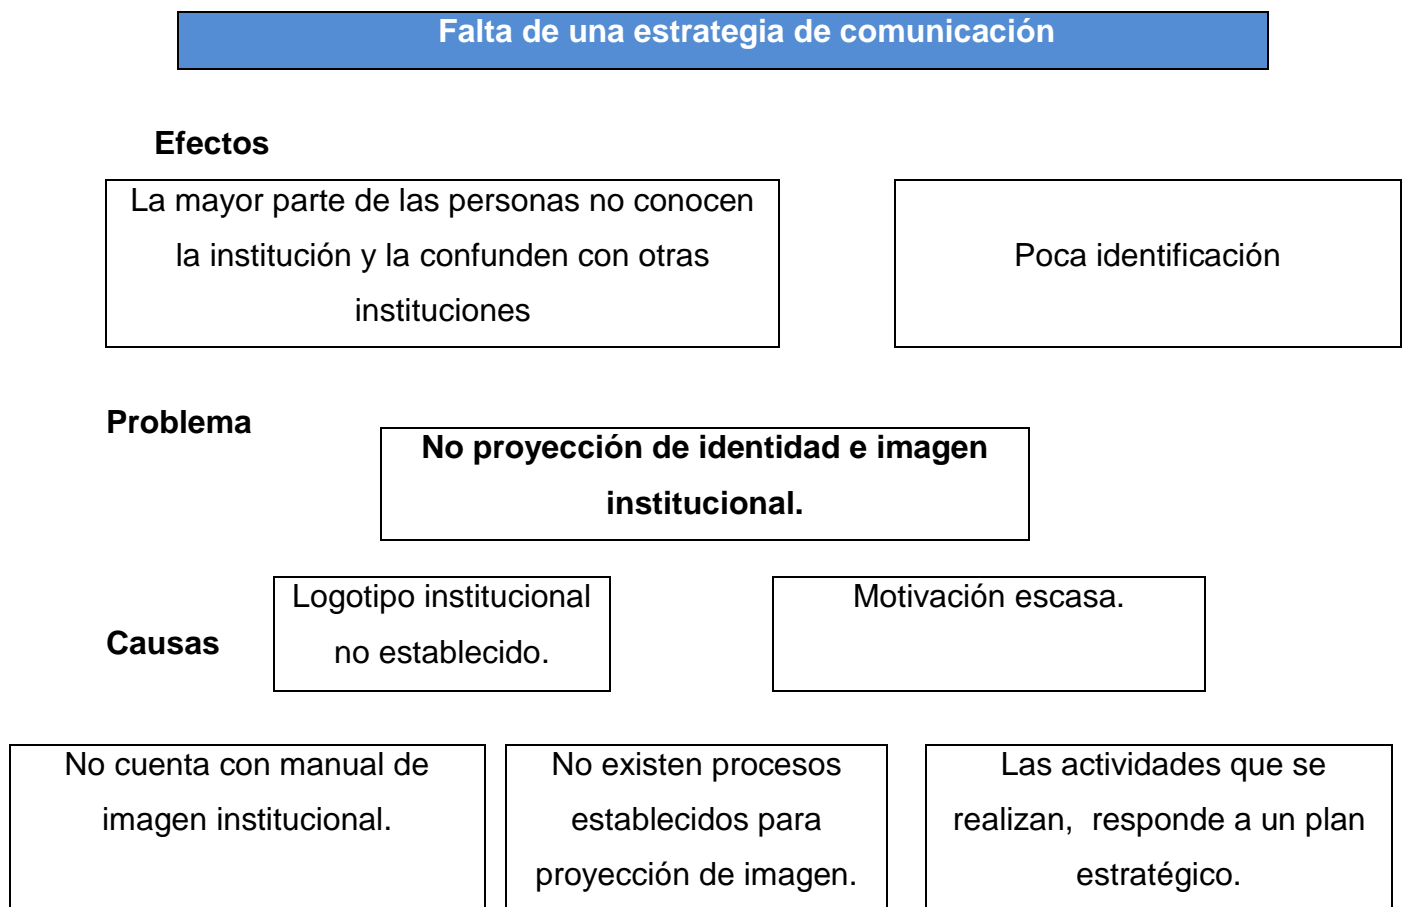 Falta de una estrategia de comunicación
Efectos
La mayor parte de las personas no conocen
la institución y la confunden con otras
instituciones
Poca identificación
Problema
No proyección de identidad e imagen
institucional.
Causas
Logotipo institucional
no establecido.
Motivación escasa.
No cuenta con manual de
imagen institucional.
No existen procesos
establecidos para
proyección de imagen.
Las actividades que se
realizan,  responde a un plan
estratégico.